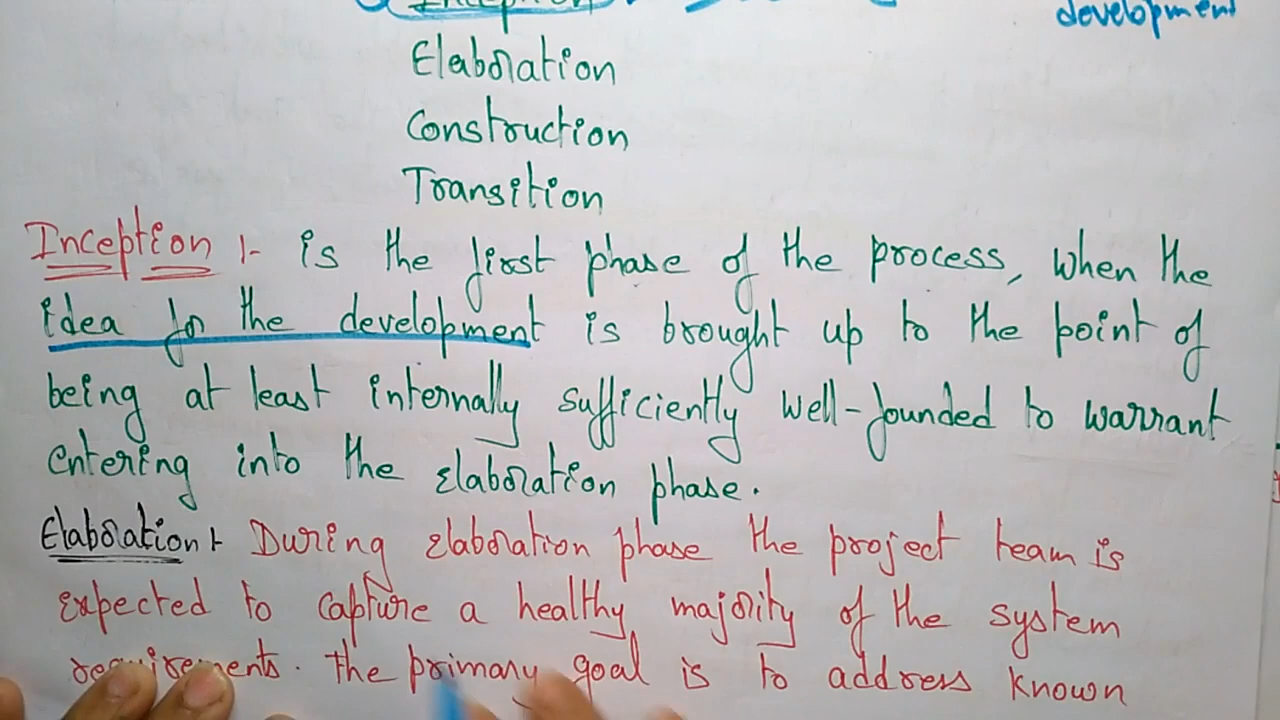 Inception development
Elaboration
Construction
Transition
Inception :- is the first phase of the process, when the
idea for the development is brought up to the point of
being at least internally sufficiently well-founded to warrant
entering into the elaboration phase.
Elaboration :- During elaboration phase the project team is
expected to capture a healthy majority of the system
requirements. the primary goal is to address known